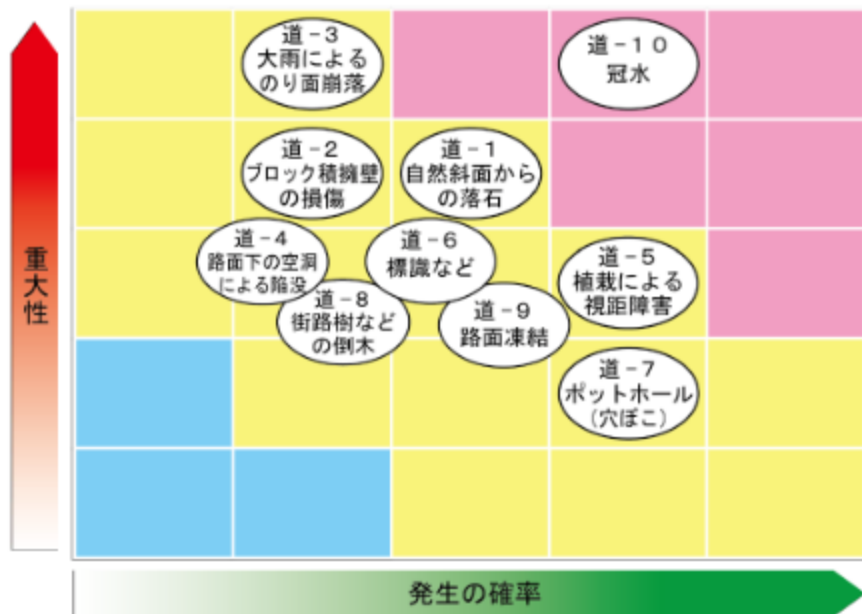 重大性
道－3
大雨による
のり面崩落
道－10
冠水
道－2
ブロック積擁壁
の損傷
道－1
自然斜面から
の落石
道－4
路面下の空洞
による陥没
道－6
標識など
道－5
植栽による
視距障害
道－8
街路樹など
の倒木
道－9
路面凍結
道－7
ポットホール
（穴ぼこ）
発生の確率